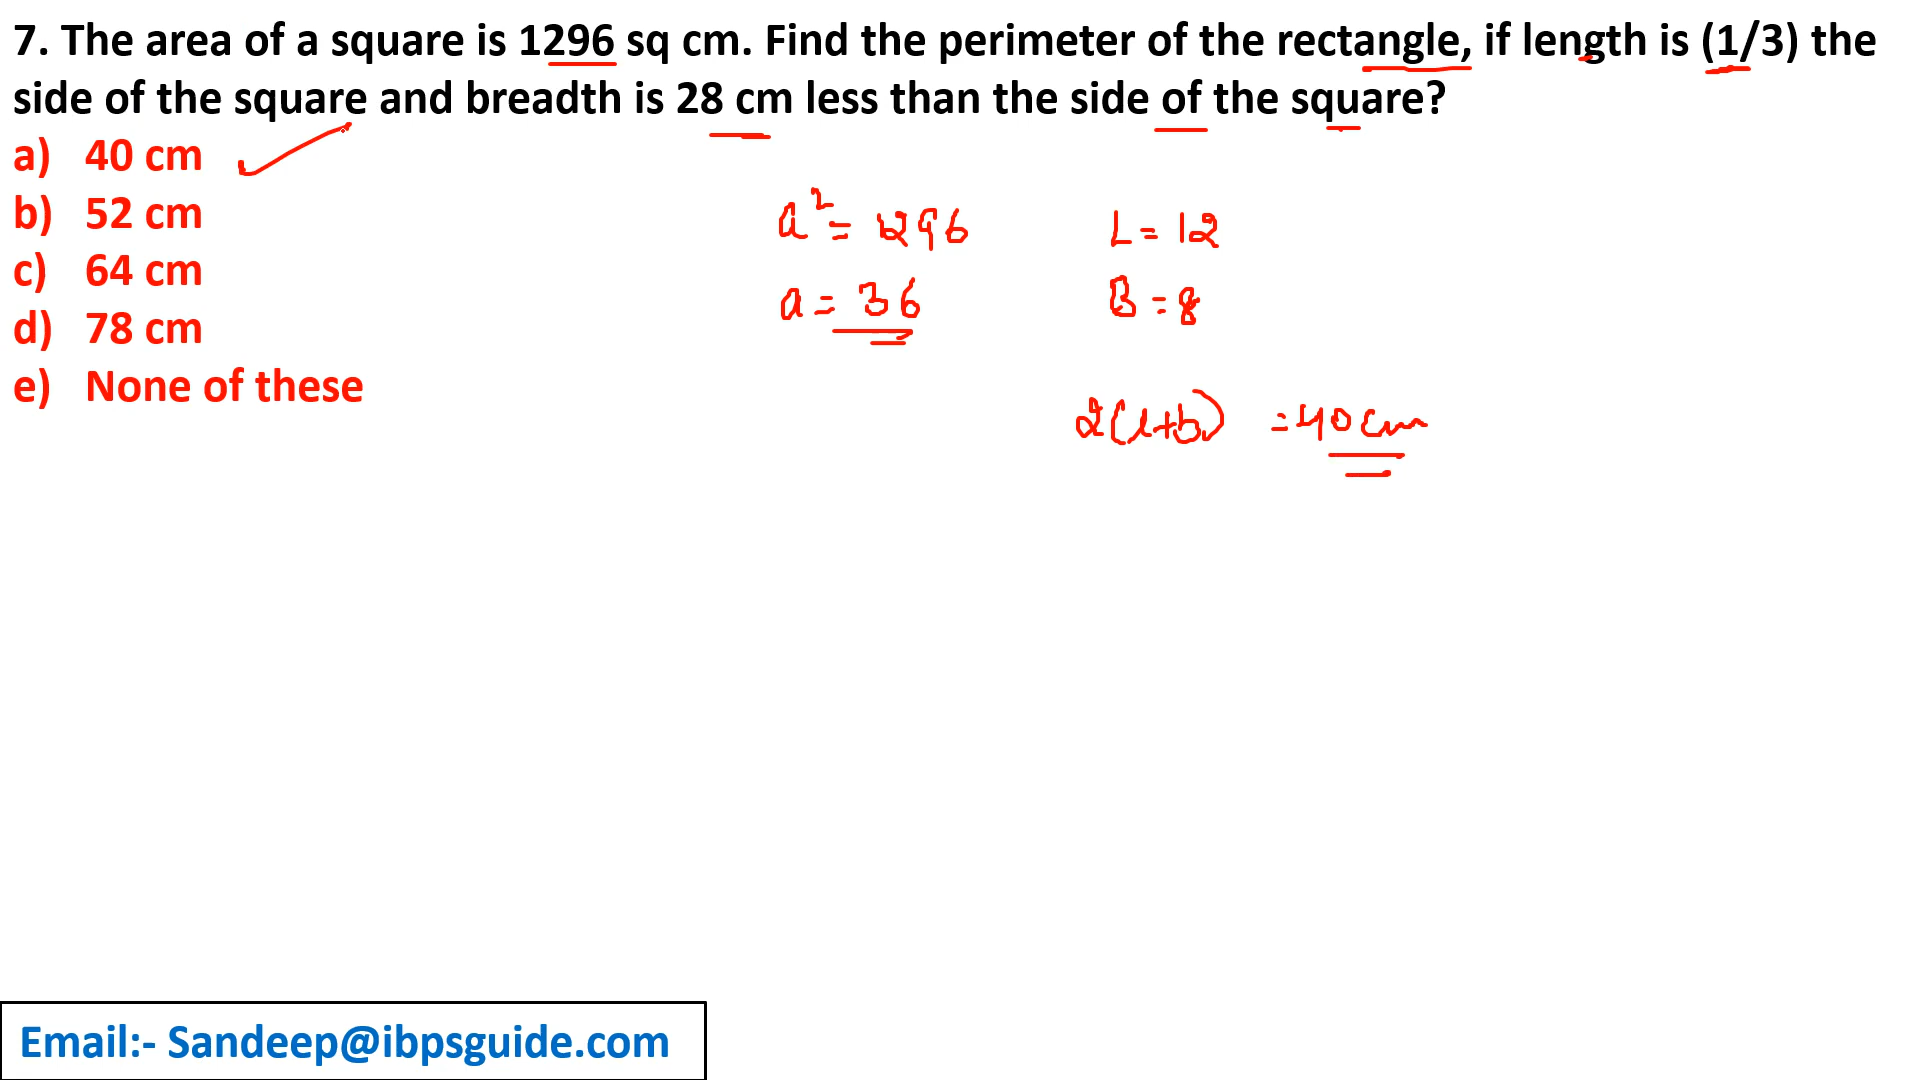 7. The area of a square is 1296 sq cm. Find the perimeter of the rectangle, if length is (1/3) the
side of the square and breadth is 28 cm less than the side of the square?
a) 40 cm
b) 52 cm
c) 64 cm
d) 78 cm
e) None of these
a² = 1296
a = 36
L = 12
B = 8
2(l+b) = 40 cm
Email:- Sandeep@ibpsguide.com